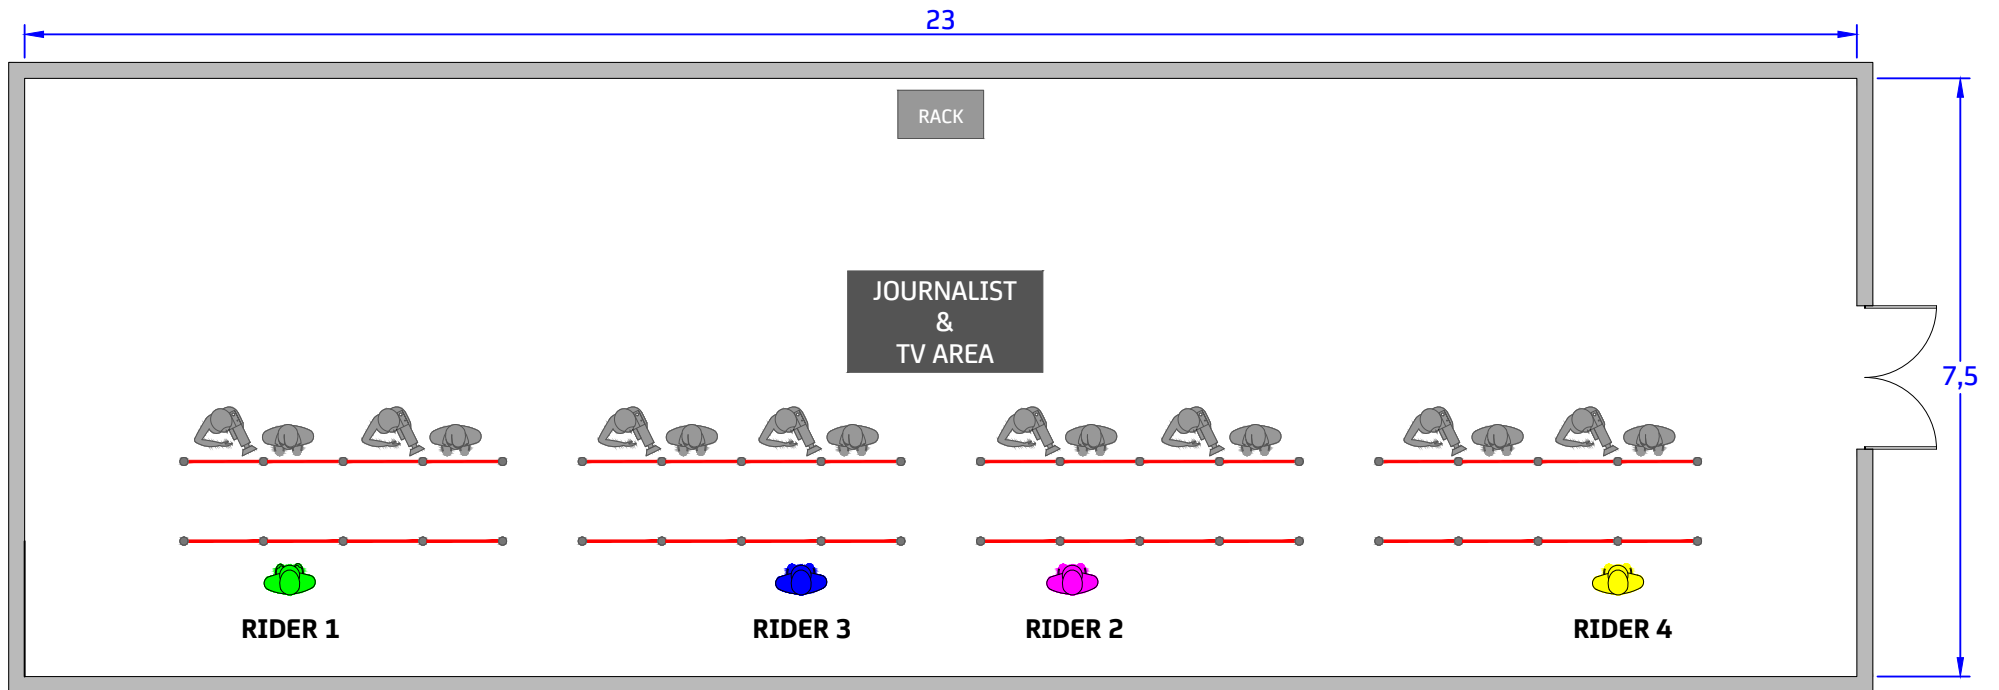 23
RACK
JOURNALIST
&
TV AREA
7,5
RIDER 1
RIDER 3
RIDER 2
RIDER 4